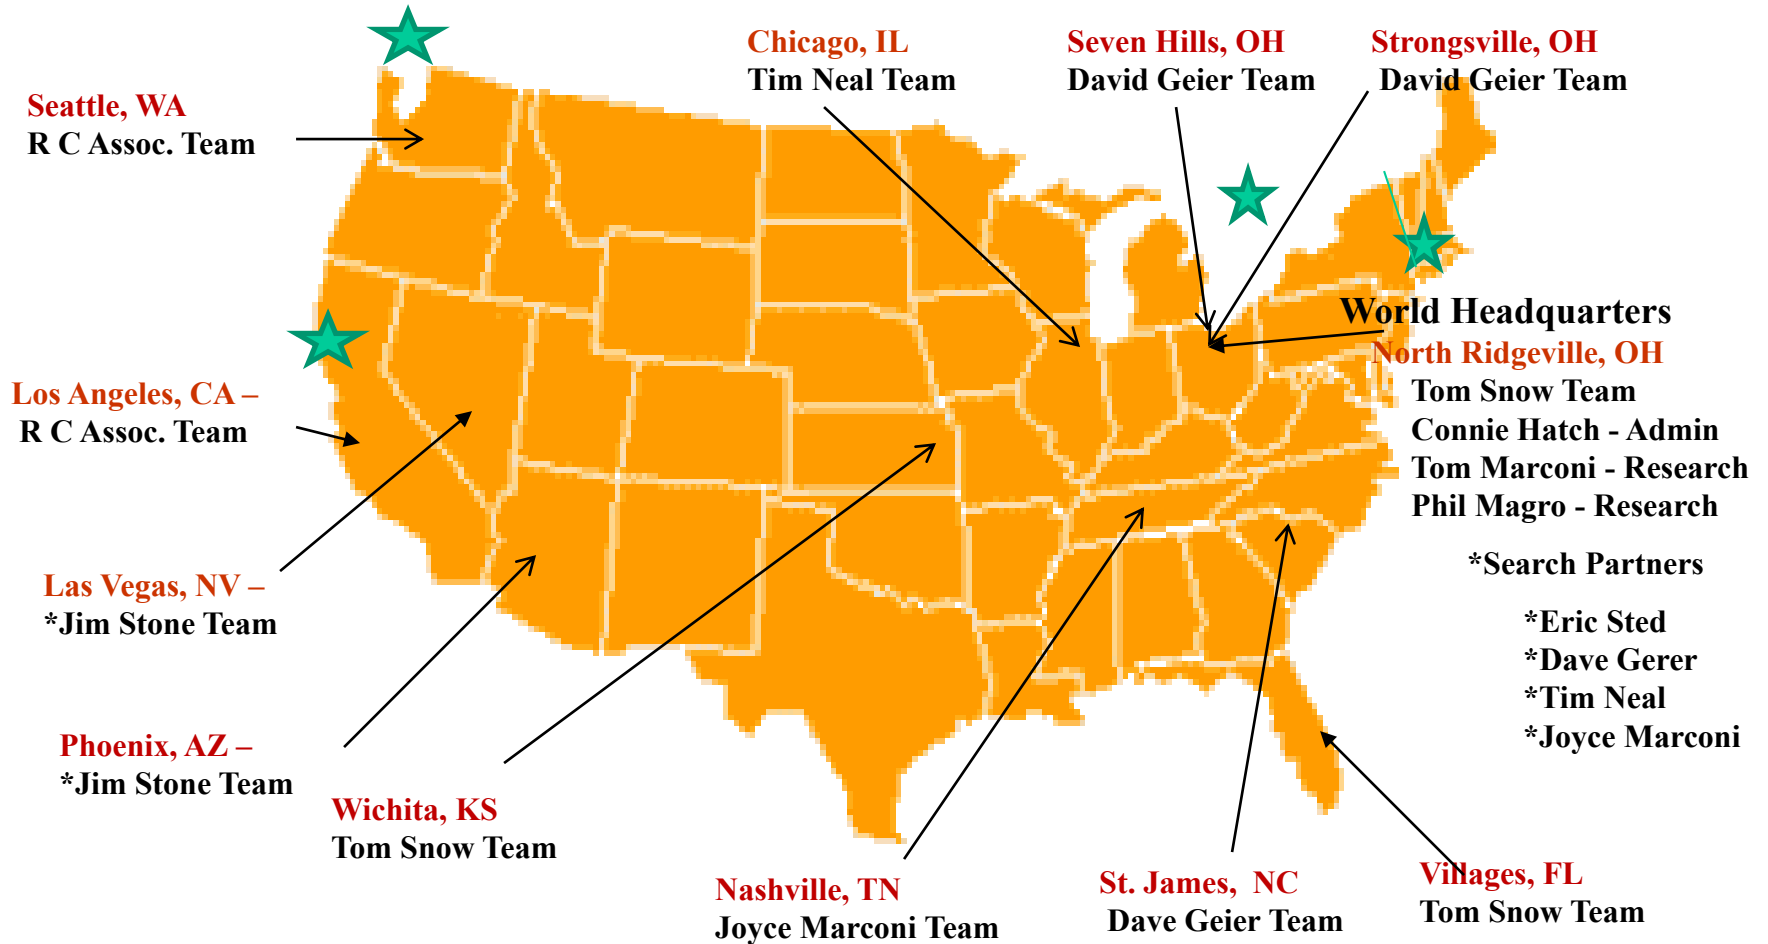 Chicago, IL
Tim Neal Team
Seven Hills, OH
David Geier Team
Strongsville, OH
David Geier Team
Seattle, WA
R C Assoc. Team
World Headquarters
North Ridgeville, OH
Tom Snow Team
Connie Hatch - Admin
Tom Marconi - Research
Phil Magro - Research
Los Angeles, CA –
R C Assoc. Team
*Search Partners
*Eric Sted
*Dave Gerer
*Tim Neal
*Joyce Marconi
Las Vegas, NV –
*Jim Stone Team
Phoenix, AZ –
*Jim Stone Team
Wichita, KS
Tom Snow Team
Nashville, TN
Joyce Marconi Team
St. James, NC
Dave Geier Team
Villages, FL
Tom Snow Team